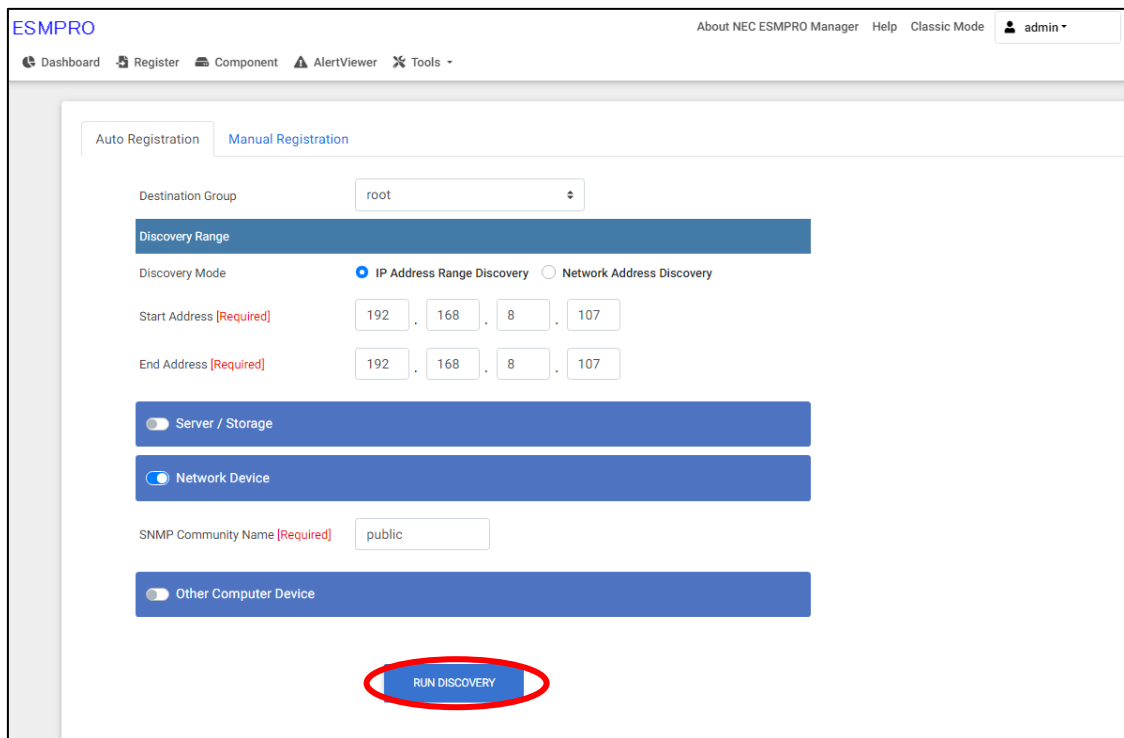 ESMPRO
About NEC ESMPRO Manager Help Classic Mode admin
Dashboard Register Component AlertViewer Tools
Auto Registration Manual Registration
Destination Group root
Discovery Range
Discovery Mode IP Address Range Discovery Network Address Discovery
Start Address [Required] 192 . 168 . 8 . 107
End Address [Required] 192 . 168 . 8 . 107
Server / Storage
Network Device
SNMP Community Name [Required] public
Other Computer Device
RUN DISCOVERY